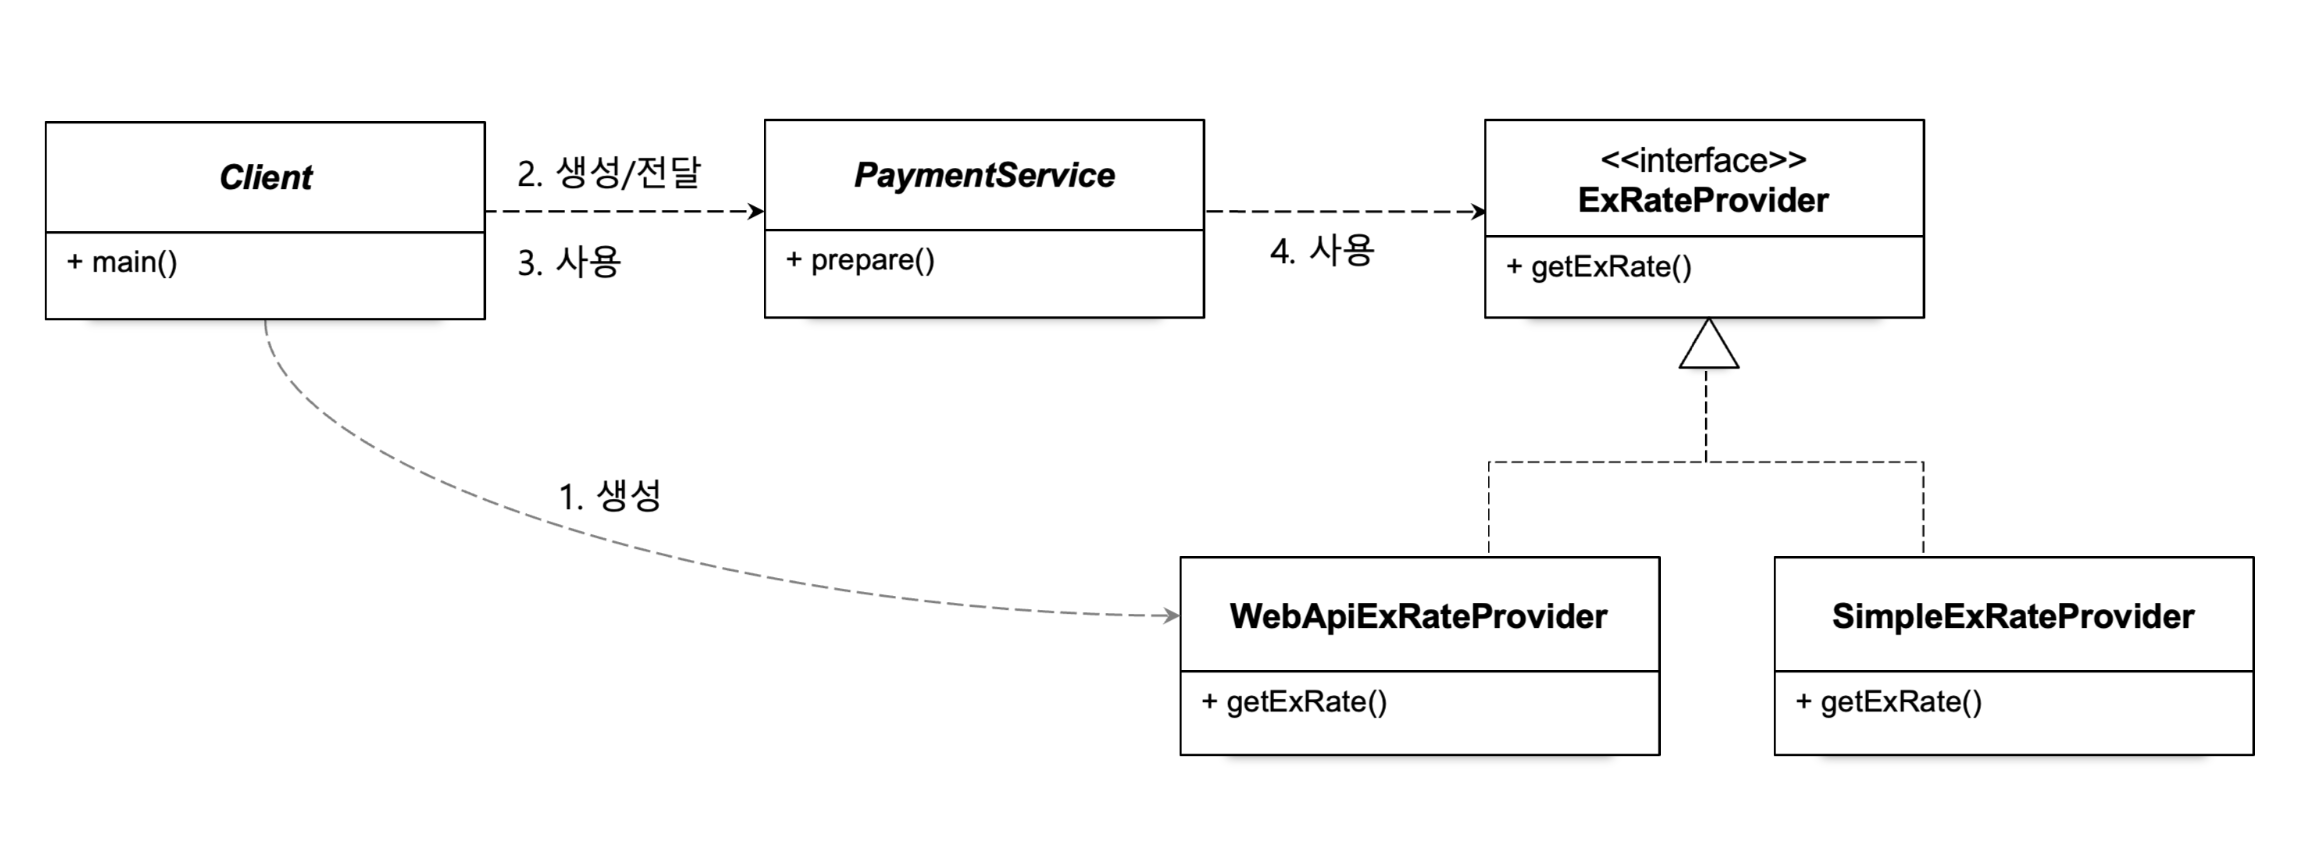 Client
+ main()
2. 생성/전달
3. 사용
PaymentService
+ prepare()
4. 사용
<<interface>>
ExRateProvider
+ getExRate()
1. 생성
WebApiExRateProvider
+ getExRate()
SimpleExRateProvider
+ getExRate()